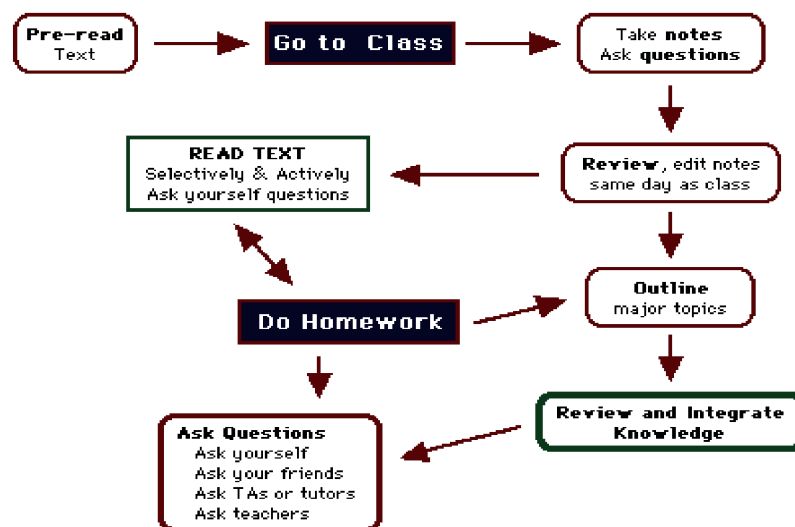 Pre-read
Text
Go to Class
Take notes
Ask questions
READ TEXT
Selectively & Actively
Ask yourself questions
Review, edit notes
same day as class
Outline
major topics
Do Homework
Review and Integrate
Knowledge
Ask Questions
Ask yourself
Ask your friends
Ask TAs or tutors
Ask teachers